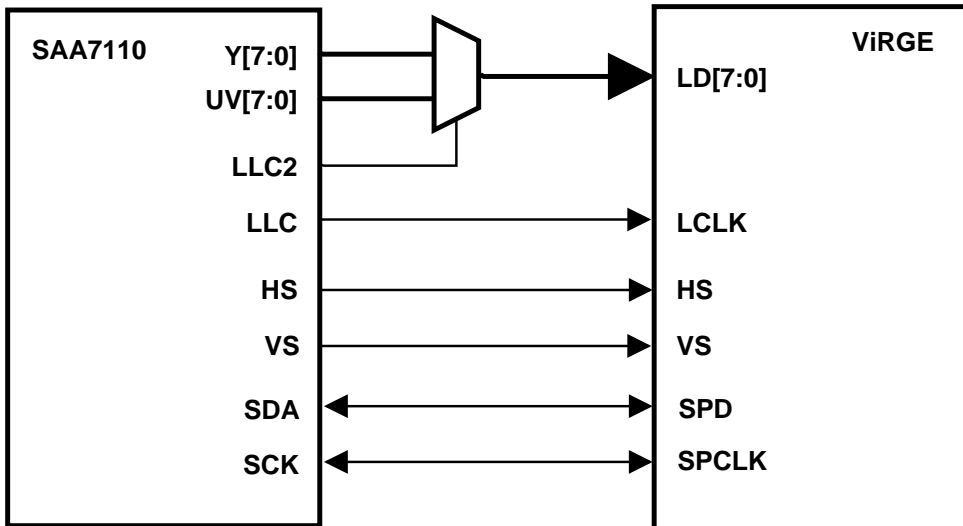 SAA7110
Y[7:0]
UV[7:0]
LLC2
LLC
HS
VS
SDA
SCK
ViRGE
LD[7:0]
LCLK
HS
VS
SPD
SPCLK